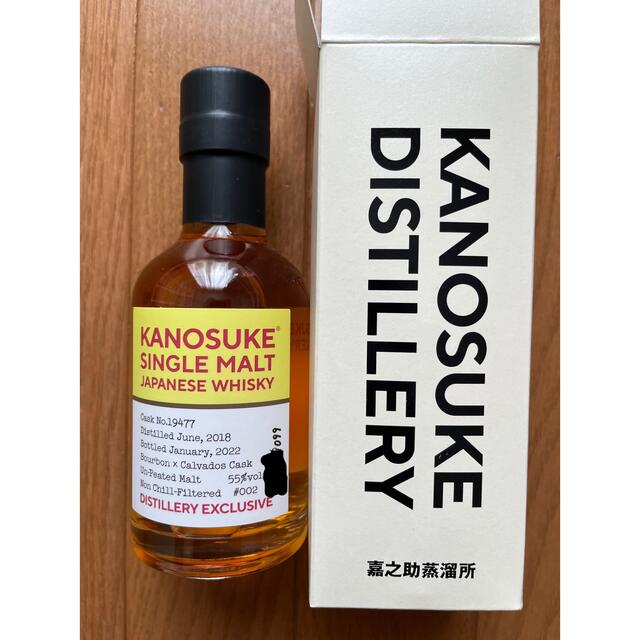 KANOSUKE®
SINGLE MALT
JAPANESE WHISKY
Cask No.19477
Distilled June, 2018
Bottled January, 2022
Bourbon × Calvados Cask
Un-Peated Malt 55%vol
Non Chill-Filtered #002
DISTILLERY EXCLUSIVE
KANOSUKE
DISTILLERY
嘉之助蒸溜所